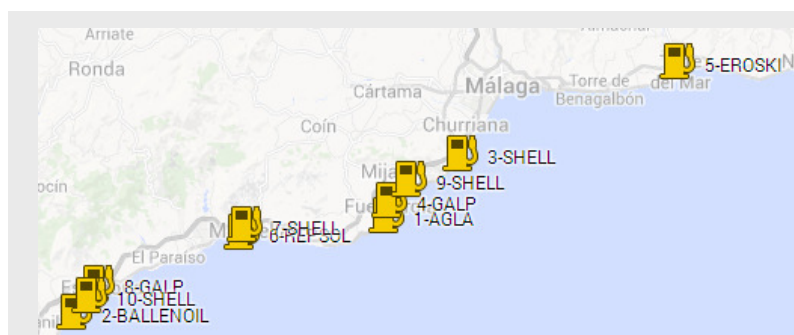 Arriate
Ronda
Málaga
Torre de
Benagalbón
del Mar
5-EROSKI
Cártama
Coín
Churriana
3-SHELL
9-SHELL
4-GALP
1-AGLA
7-SHELL
6-REPSOL
El Paraíso
8-GALP
10-SHELL
2-BALLENOIL